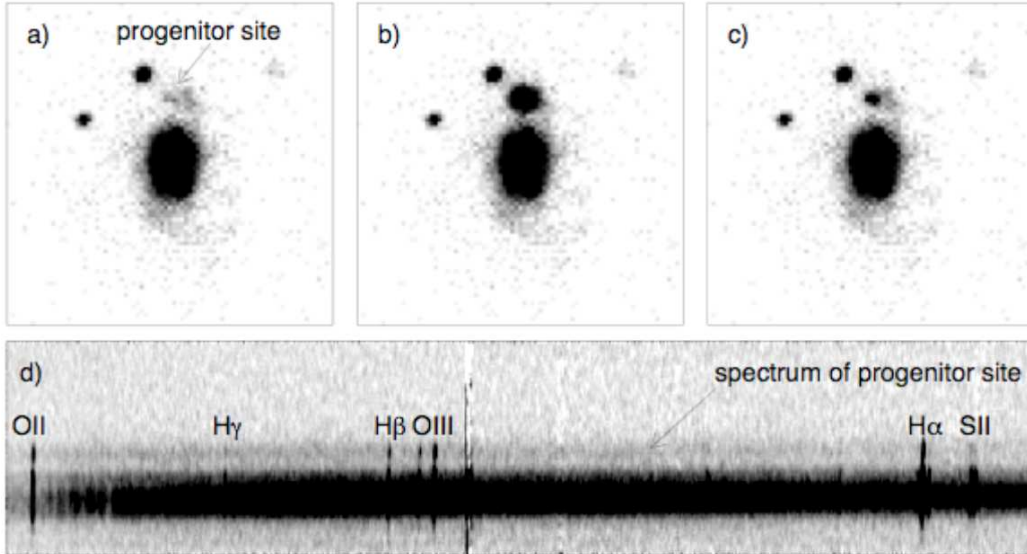 a)
progenitor site
b)
c)
d)
spectrum of progenitor site
OII
Hγ
Hβ OIII
Hα SII